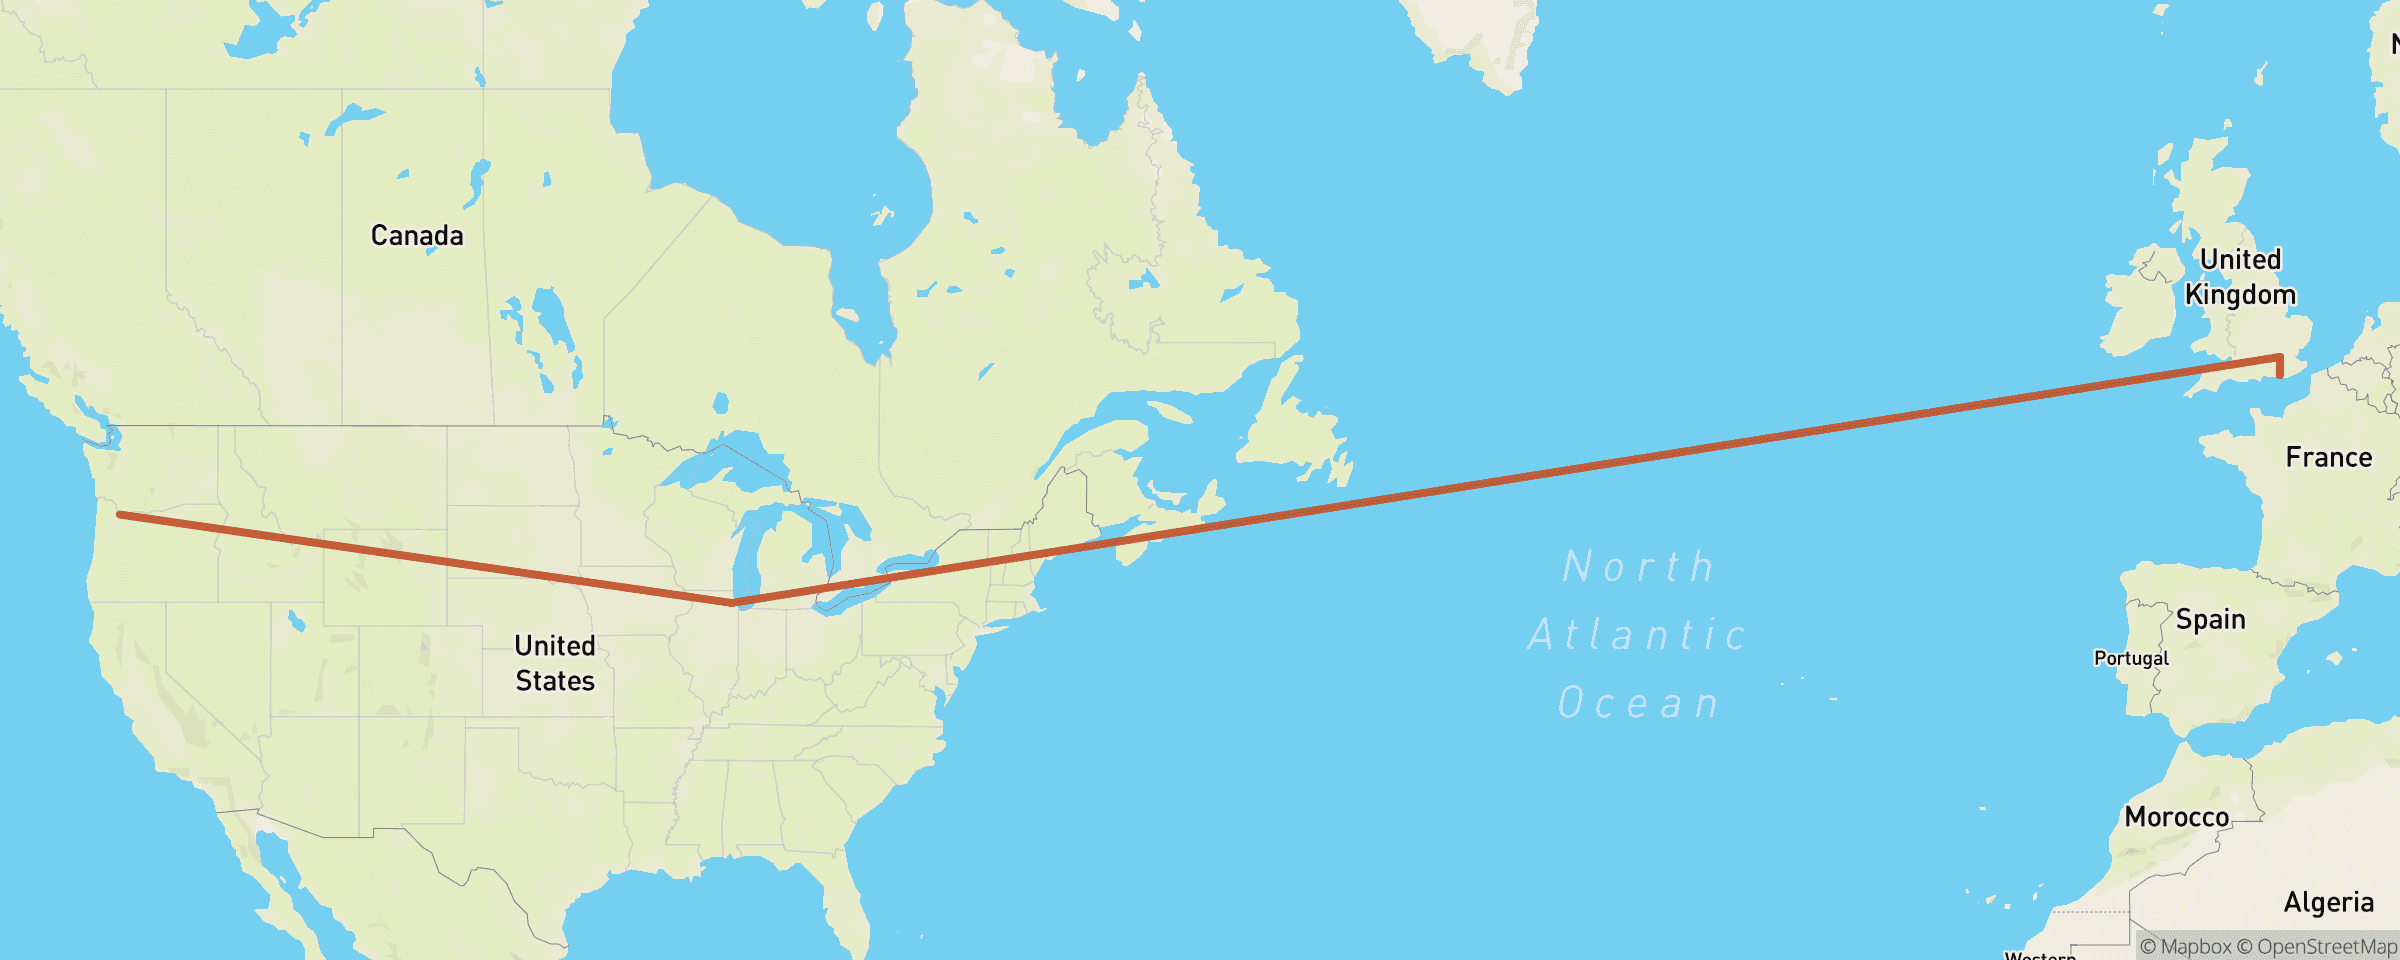 N
Canada
United
Kingdom
France
North
Atlantic
Ocean
United
States
Spain
Portugal
Morocco
Algeria
© Mapbox © OpenStreetMap
Western